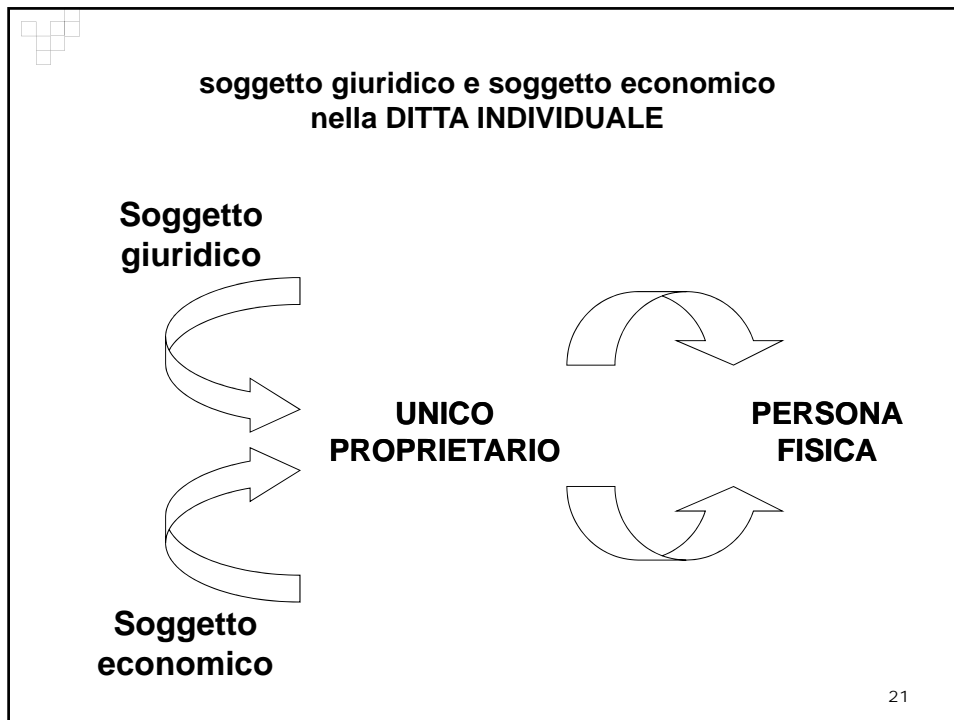 soggetto giuridico e soggetto economico
nella DITTA INDIVIDUALE
Soggetto
giuridico
UNICO
PROPRIETARIO
PERSONA
FISICA
Soggetto
economico
21